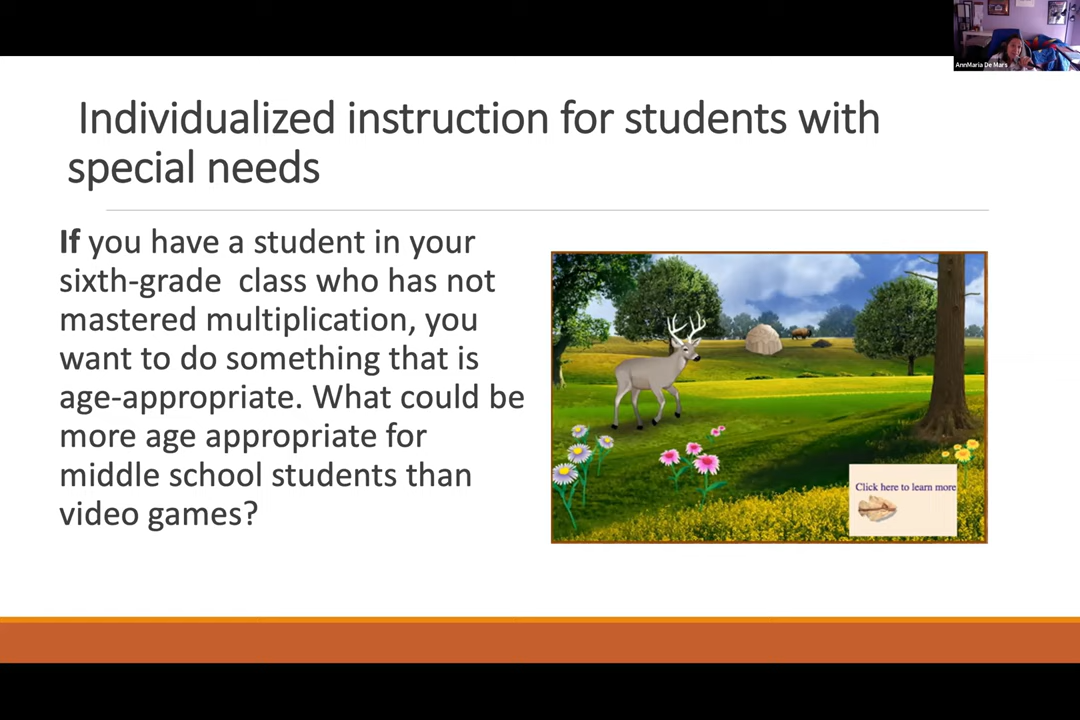 AnnMaria De Mars
Individualized instruction for students with
special needs
If you have a student in your
sixth-grade class who has not
mastered multiplication, you
want to do something that is
age-appropriate. What could be
more age appropriate for
middle school students than
video games?
Click here to learn more